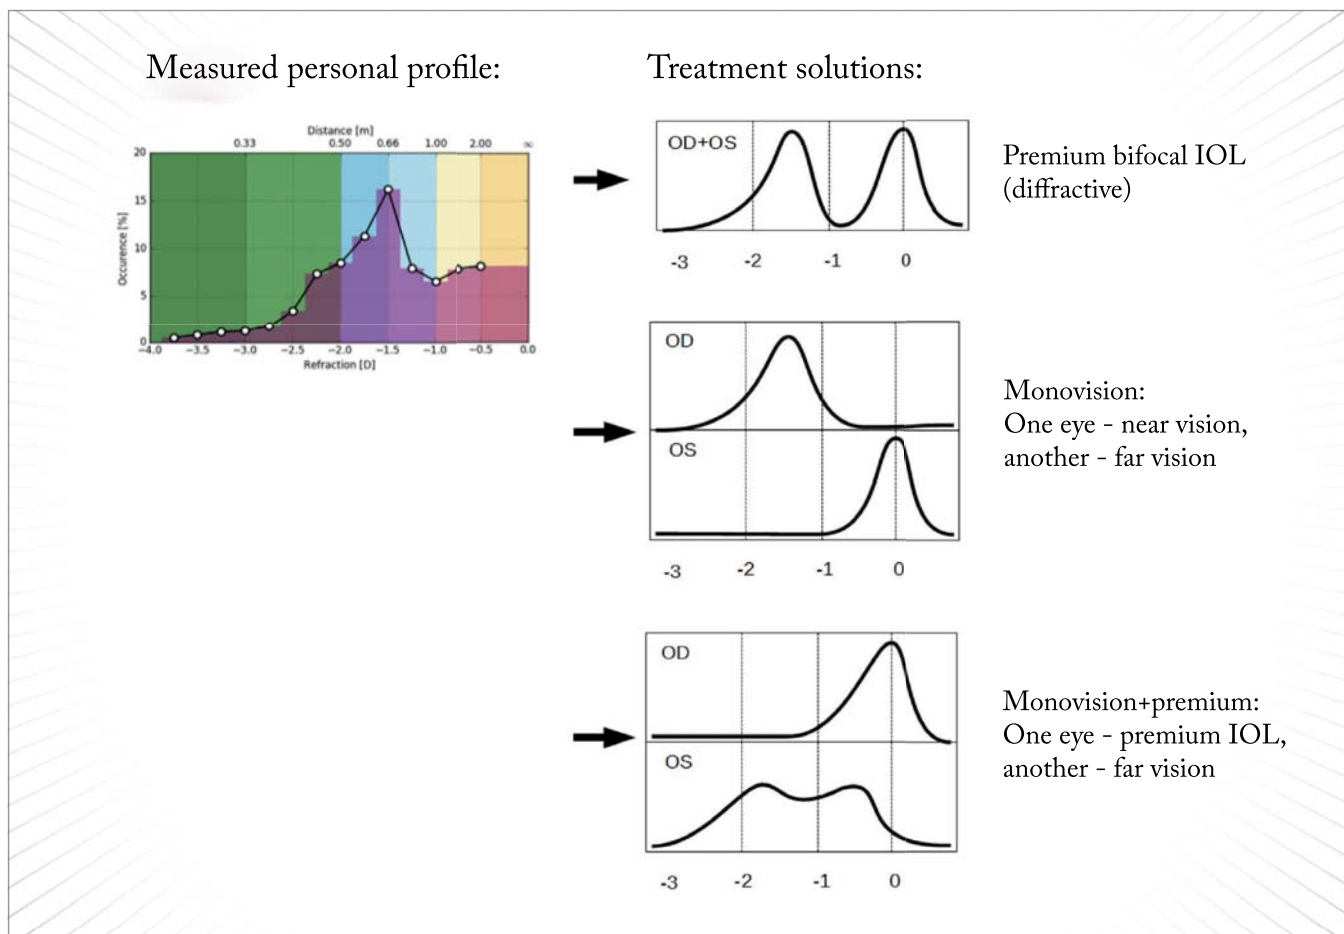 Measured personal profile:
Treatment solutions:
Distance [m]
0.33 0.50 0.66 1.00 2.00 ∞
20
15
10
5
0
Occurence [%]
−4.0 −3.5 −3.0 −2.5 −2.0 −1.5 −1.0 −0.5 0.0
Refraction [D]
OD+OS
-3 -2 -1 0
Premium bifocal IOL
(diffractive)
OD
OS
-3 -2 -1 0
Monovision:
One eye - near vision,
another - far vision
OD
OS
-3 -2 -1 0
Monovision+premium:
One eye - premium IOL,
another - far vision